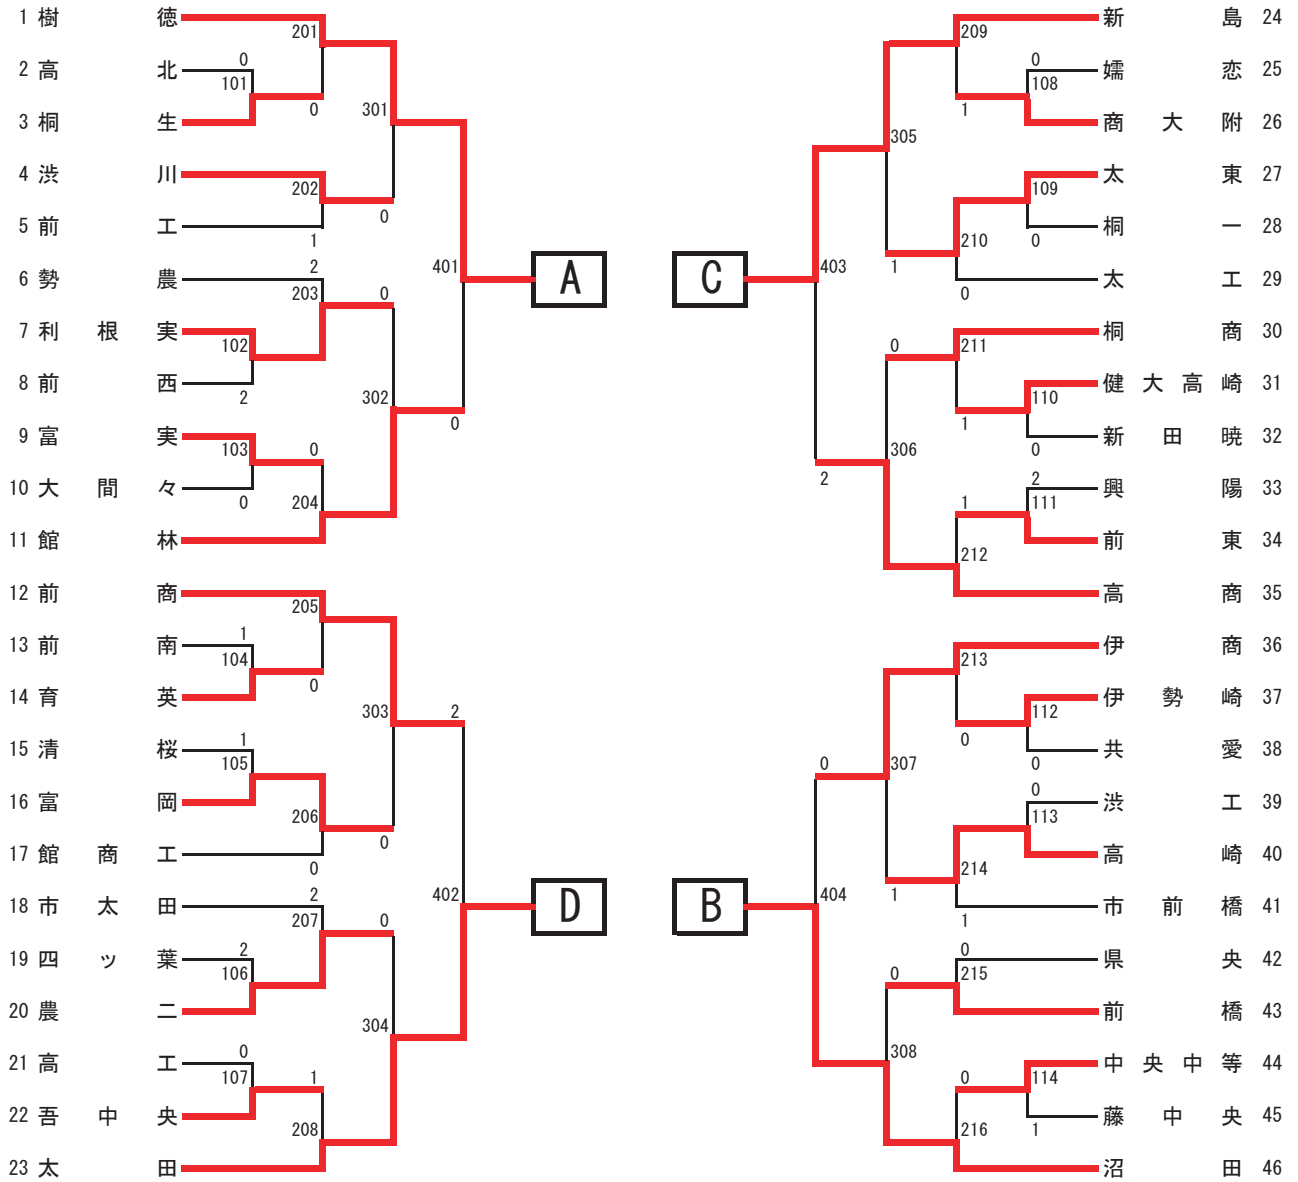 1 樹徳
201
2 高北
0
101
0
3 桐生
301
4 渋川
202
0
5 前工
1
401
A
6 勢農
2
203
0
7 利根実
102
8 前西
2
302
0
9 富実
103
0
10 大間々
0
204
11 館林
12 前商
205
13 前南
1
104
0
14 育英
303
2
15 清桜
1
105
16 富岡
206
0
17 館商工
0
402
D
18 市太田
2
207
0
19 四ッ葉
2
106
20 農二
304
21 高工
0
107
1
22 吾中央
208
23 太田
新島 24
209
0
嬬恋 25
108
1
商大附 26
305
太東 27
109
桐一 28
0
210
1
太工 29
0
403
C
桐商 30
211
0
健大高崎 31
110
1
新田暁 32
0
306
2
興陽 33
2
111
1
前東 34
212
高商 35
伊商 36
213
伊勢崎 37
112
0
共愛 38
0
307
0
渋工 39
0
113
高崎 40
214
1
市前橋 41
1
404
B
県央 42
0
215
0
前橋 43
308
中央中等 44
114
0
藤中央 45
1
216
沼田 46